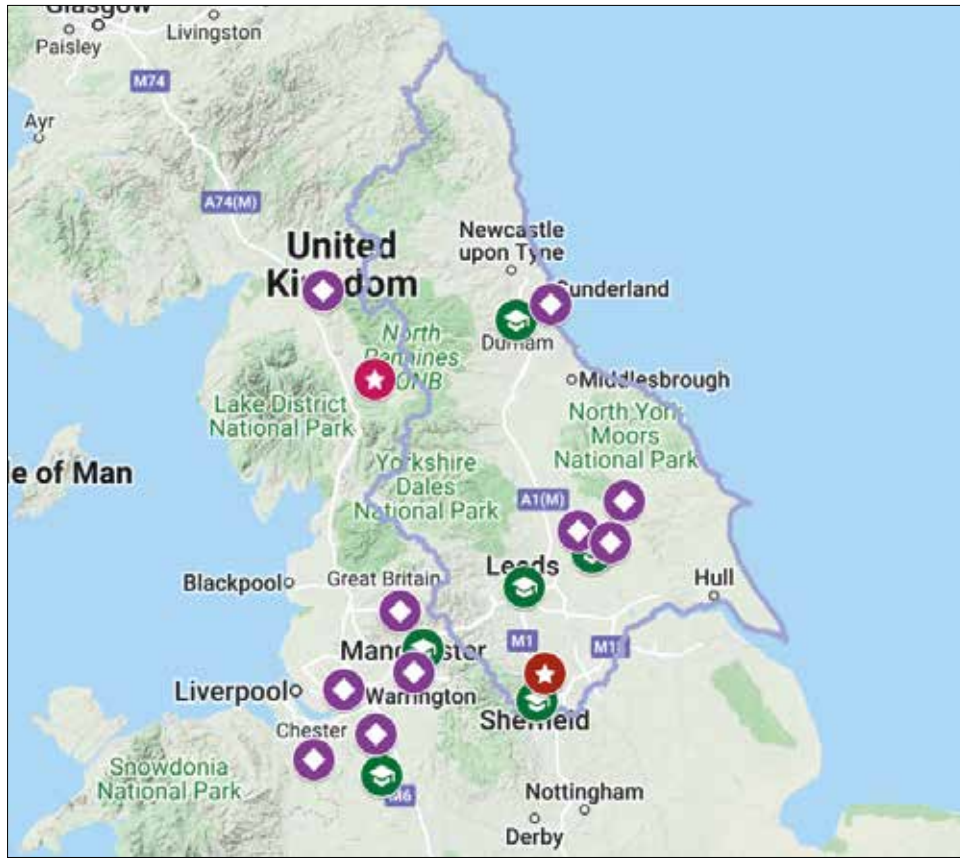 Glasgow
Paisley
Livingston
M74
Ayr
A74(M)
Newcastle
upon Tyne
United
Kingdom
Sunderland
Durham
North
Pennines
AONB
Middlesbrough
Lake District
National Park
North York
Moors
National Park
Yorkshire
Dales
National Park
le of Man
A1(M)
Leeds
Blackpool
Great Britain
Hull
M1
Manchester
Liverpool
Warrington
Sheffield
Chester
Snowdonia
National Park
M6
Nottingham
Derby